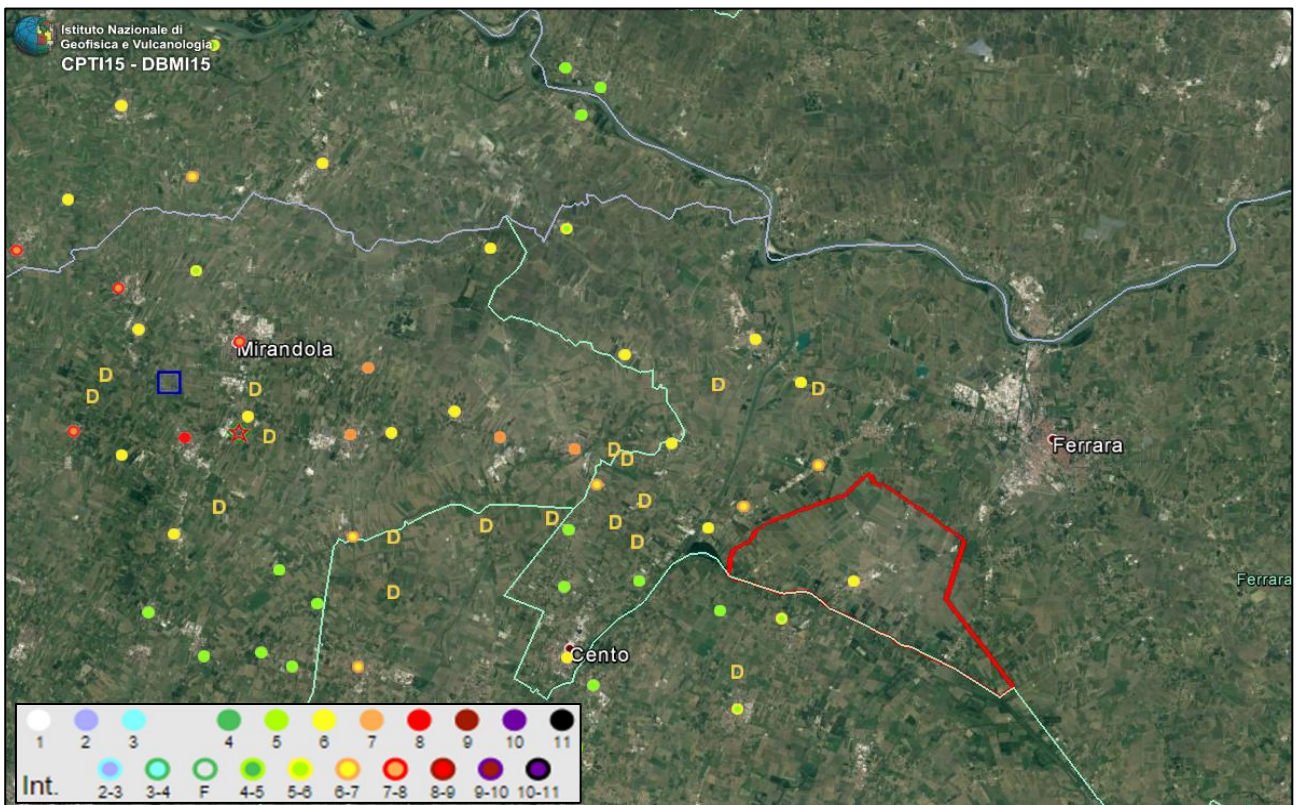 Istituto Nazionale di
Geofisica e Vulcanologia
CPTI15 - DBMI15
Mirandola
D
D
D
D
D
D
Ferrara
D
D
D
D
D
D
D
D
D
D
Ferrara
D
Cento
D
1 2 3 4 5 6 7 8 9 10 11
Int. 2-3 3-4 F 4-5 5-6 6-7 7-8 8-9 9-10 10-11